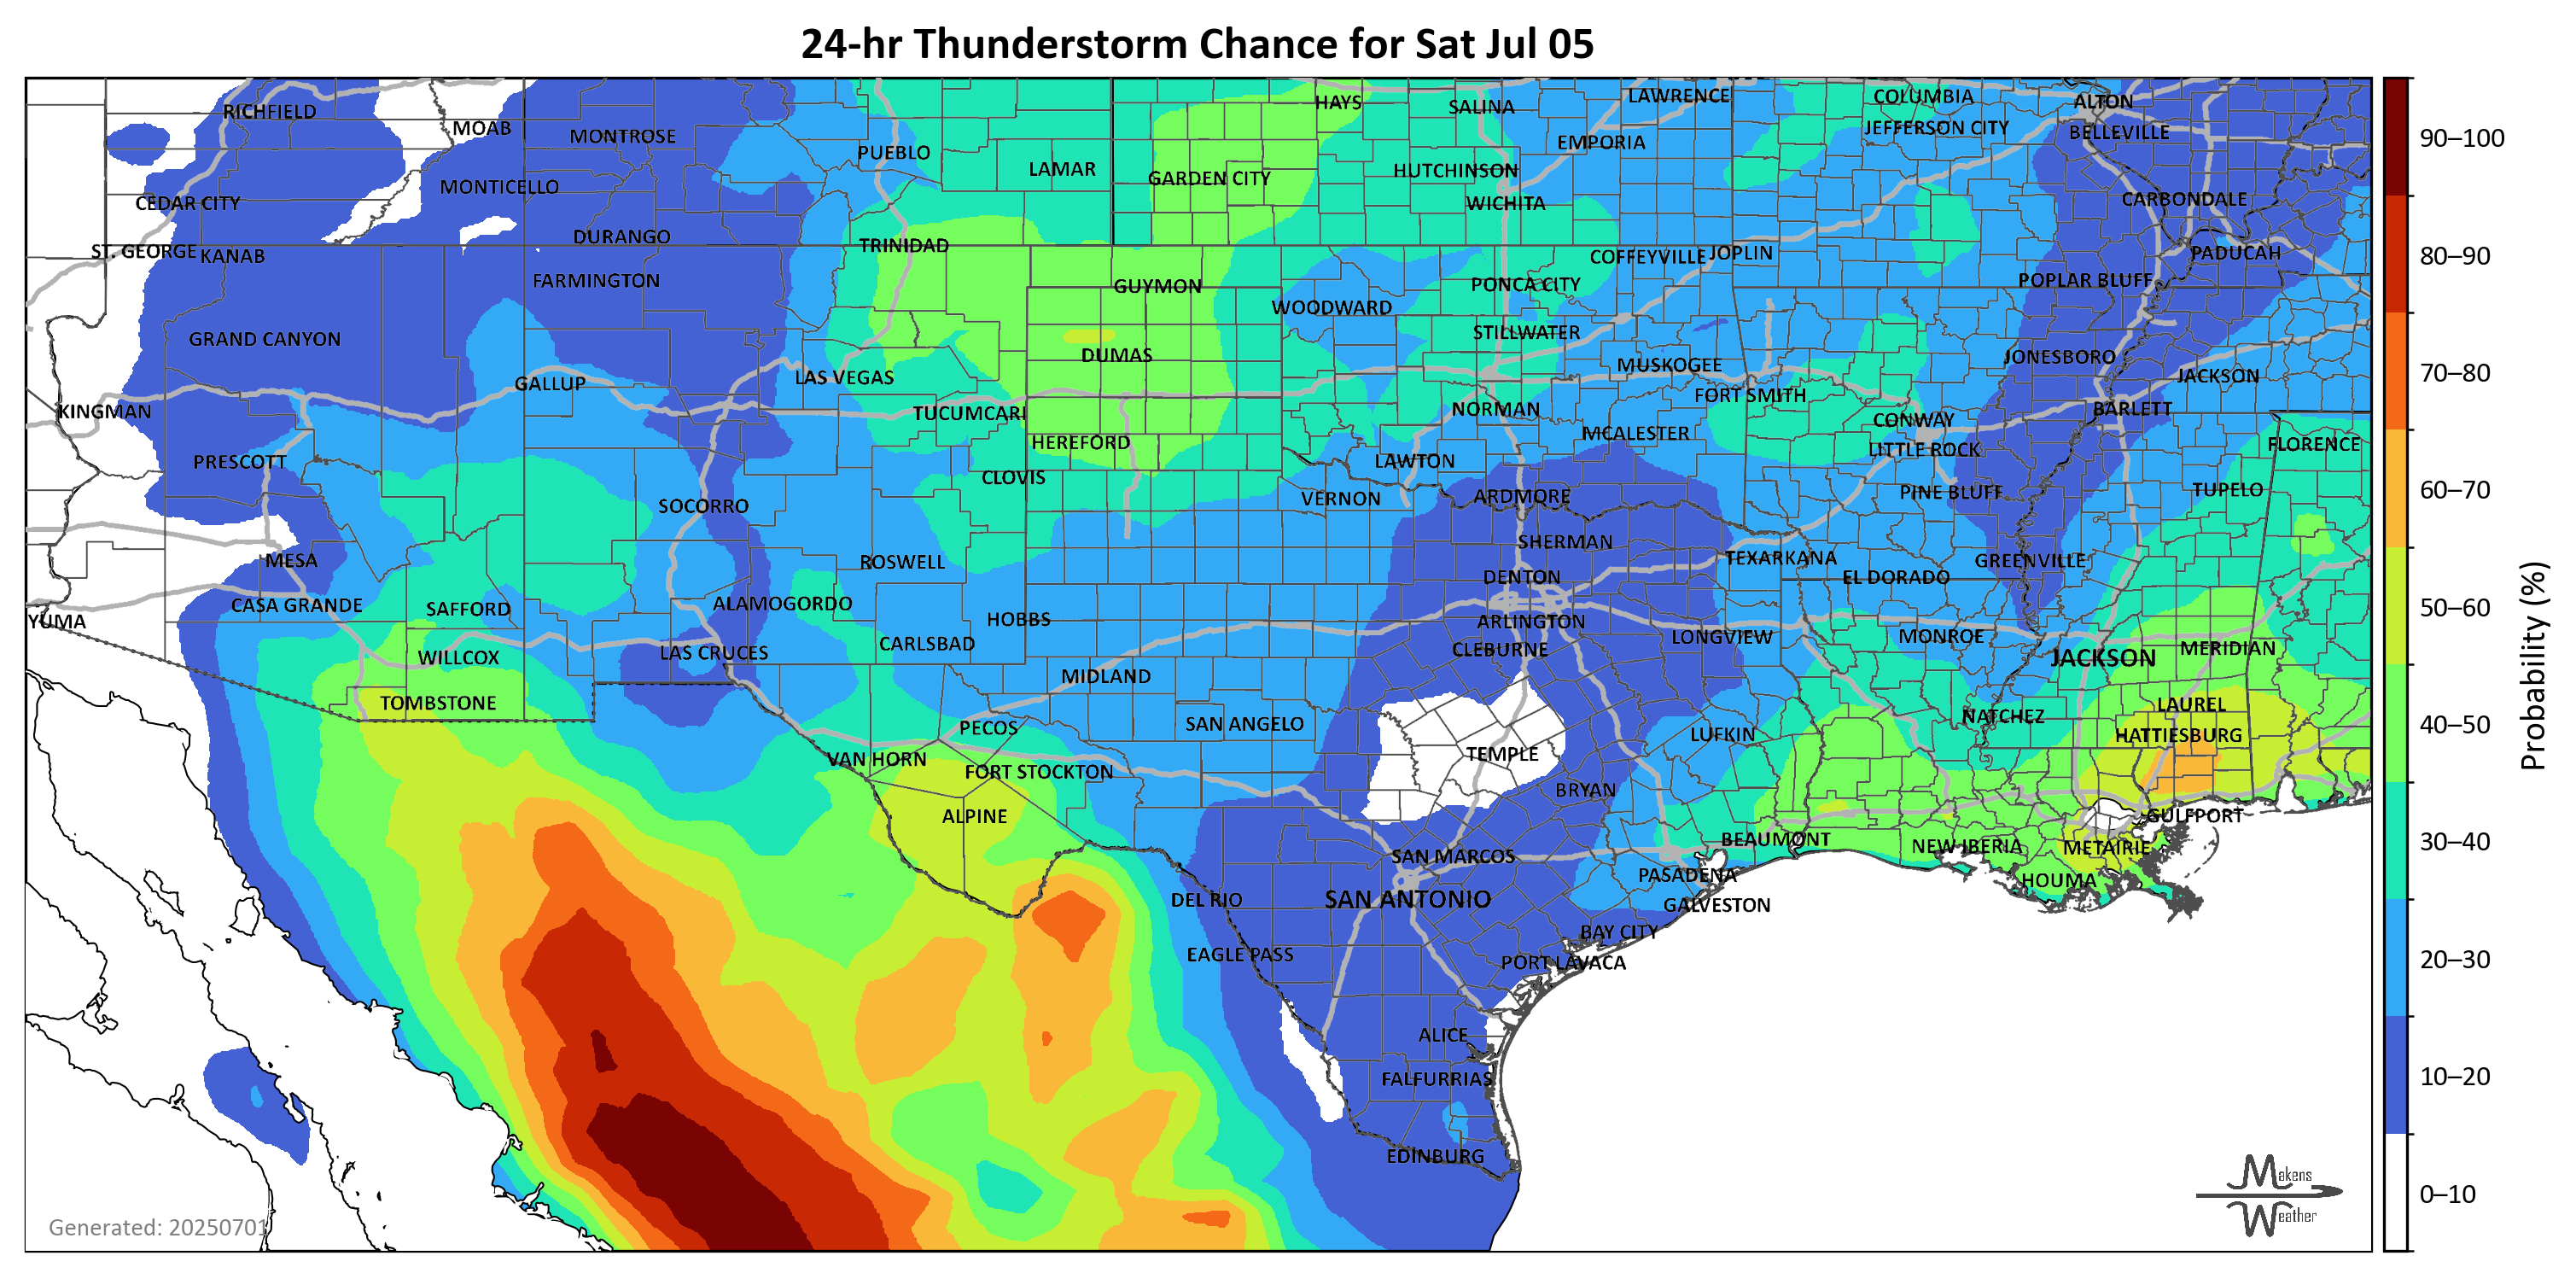 24-hr Thunderstorm Chance for Sat Jul 05
RICHFIELD
MOAB
MONTROSE
PUEBLO
LAMAR
HAYS
SALINA
LAWRENCE
COLUMBIA
ALTON
EMPORIA
JEFFERSON CITY
BELLEVILLE
MONTICELLO
GARDEN CITY
HUTCHINSON
CEDAR CITY
WICHITA
CARBONDALE
DURANGO
TRINIDAD
ST. GEORGE
KANAB
COFFEYVILLE
JOPLIN
PADUCAH
FARMINGTON
GUYMON
PONCA CITY
POPLAR BLUFF
WOODWARD
GRAND CANYON
STILLWATER
DUMAS
JONESBORO
MUSKOGEE
GALLUP
LAS VEGAS
JACKSON
FORT SMITH
KINGMAN
TUCUMCARI
NORMAN
BARLETT
CONWAY
HEREFORD
MCALESTER
LITTLE ROCK
FLORENCE
PRESCOTT
LAWTON
CLOVIS
VERNON
ARDMORE
PINE BLUFF
TUPELO
SOCORRO
SHERMAN
MESA
ROSWELL
TEXARKANA
GREENVILLE
DENTON
EL DORADO
CASA GRANDE
SAFFORD
ALAMOGORDO
YUMA
HOBBS
ARLINGTON
WILLCOX
LAS CRUCES
CARLSBAD
CLEBURNE
LONGVIEW
MONROE
JACKSON
MERIDIAN
TOMBSTONE
MIDLAND
LAUREL
PECOS
SAN ANGELO
NATCHEZ
LUFKIN
HATTIESBURG
VAN HORN
FORT STOCKTON
TEMPLE
BRYAN
ALPINE
GULFPORT
SAN MARCOS
BEAUMONT
NEW IBERIA
METAIRIE
PASADENA
HOUMA
DEL RIO
SAN ANTONIO
GALVESTON
BAY CITY
EAGLE PASS
PORT LAVACA
ALICE
FALFURRIAS
EDINBURG
Generated: 20250701
Makens
Weather
90–100
80–90
70–80
60–70
50–60
40–50
30–40
20–30
10–20
0–10
Probability (%)